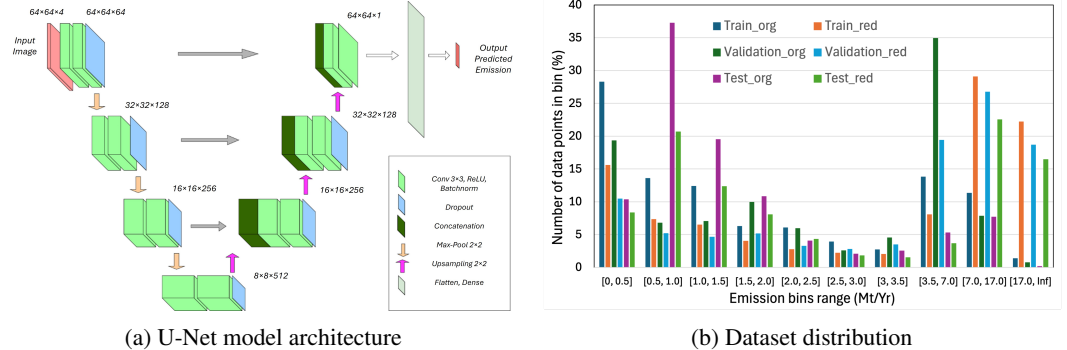 64×64×4
64×64×64
Input
Image
32×32×128
16×16×256
8×8×512
16×16×256
32×32×128
64×64×1
Output
Predicted
Emission
Conv 3×3, ReLU,
Batchnorm
Dropout
Concatenation
Max-Pool 2×2
Upsampling 2×2
Flatten, Dense
(a) U-Net model architecture
Number of data points in bin (%)
40
35
30
25
20
15
10
5
0
Train_org
Train_red
Validation_org
Validation_red
Test_org
Test_red
[0, 0.5]
[0.5, 1.0]
[1.0, 1.5]
[1.5, 2.0]
[2.0, 2.5]
[2.5, 3.0]
[3, 3.5]
[3.5, 7.0]
[7.0, 17.0]
[17.0, Inf]
Emission bins range (Mt/Yr)
(b) Dataset distribution